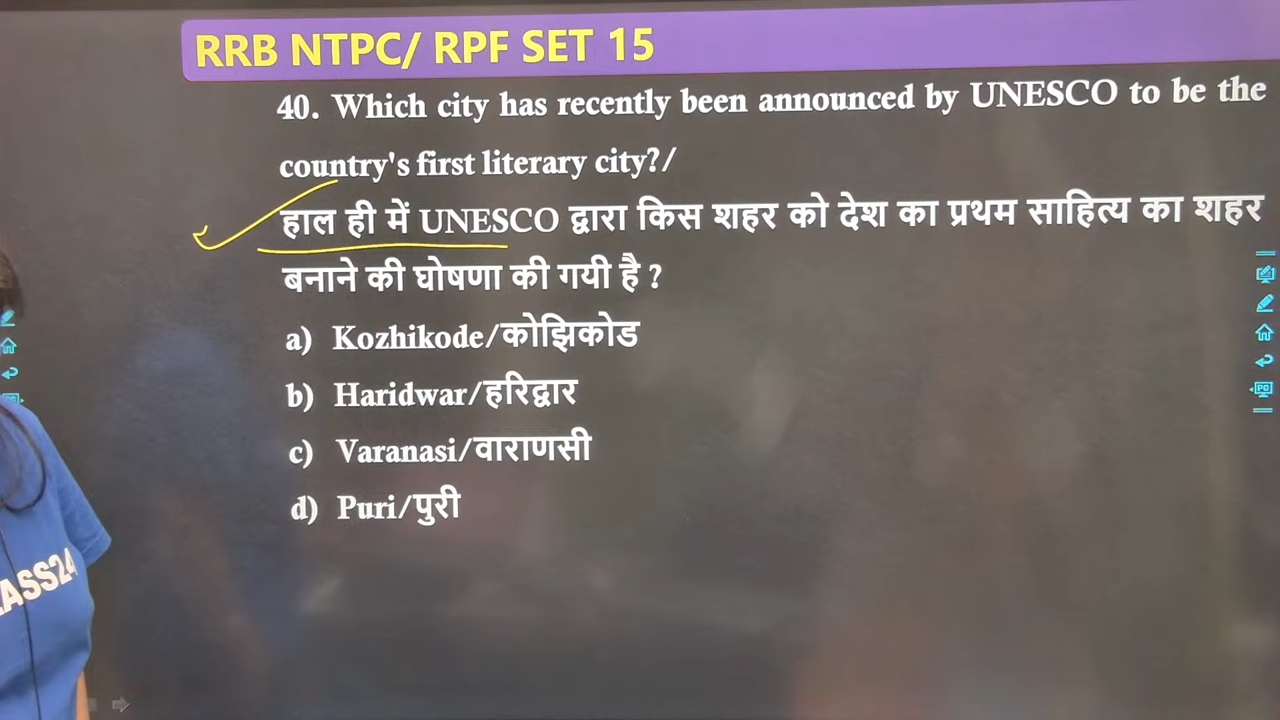 RRB NTPC/ RPF SET 15
40. Which city has recently been announced by UNESCO to be the
country's first literary city?/
हाल ही में UNESCO द्वारा किस शहर को देश का प्रथम साहित्य का शहर
बनाने की घोषणा की गयी है ?
a) Kozhikode/कोझिकोड
b) Haridwar/हरिद्वार
c) Varanasi/वाराणसी
d) Puri/पुरी
ASS24